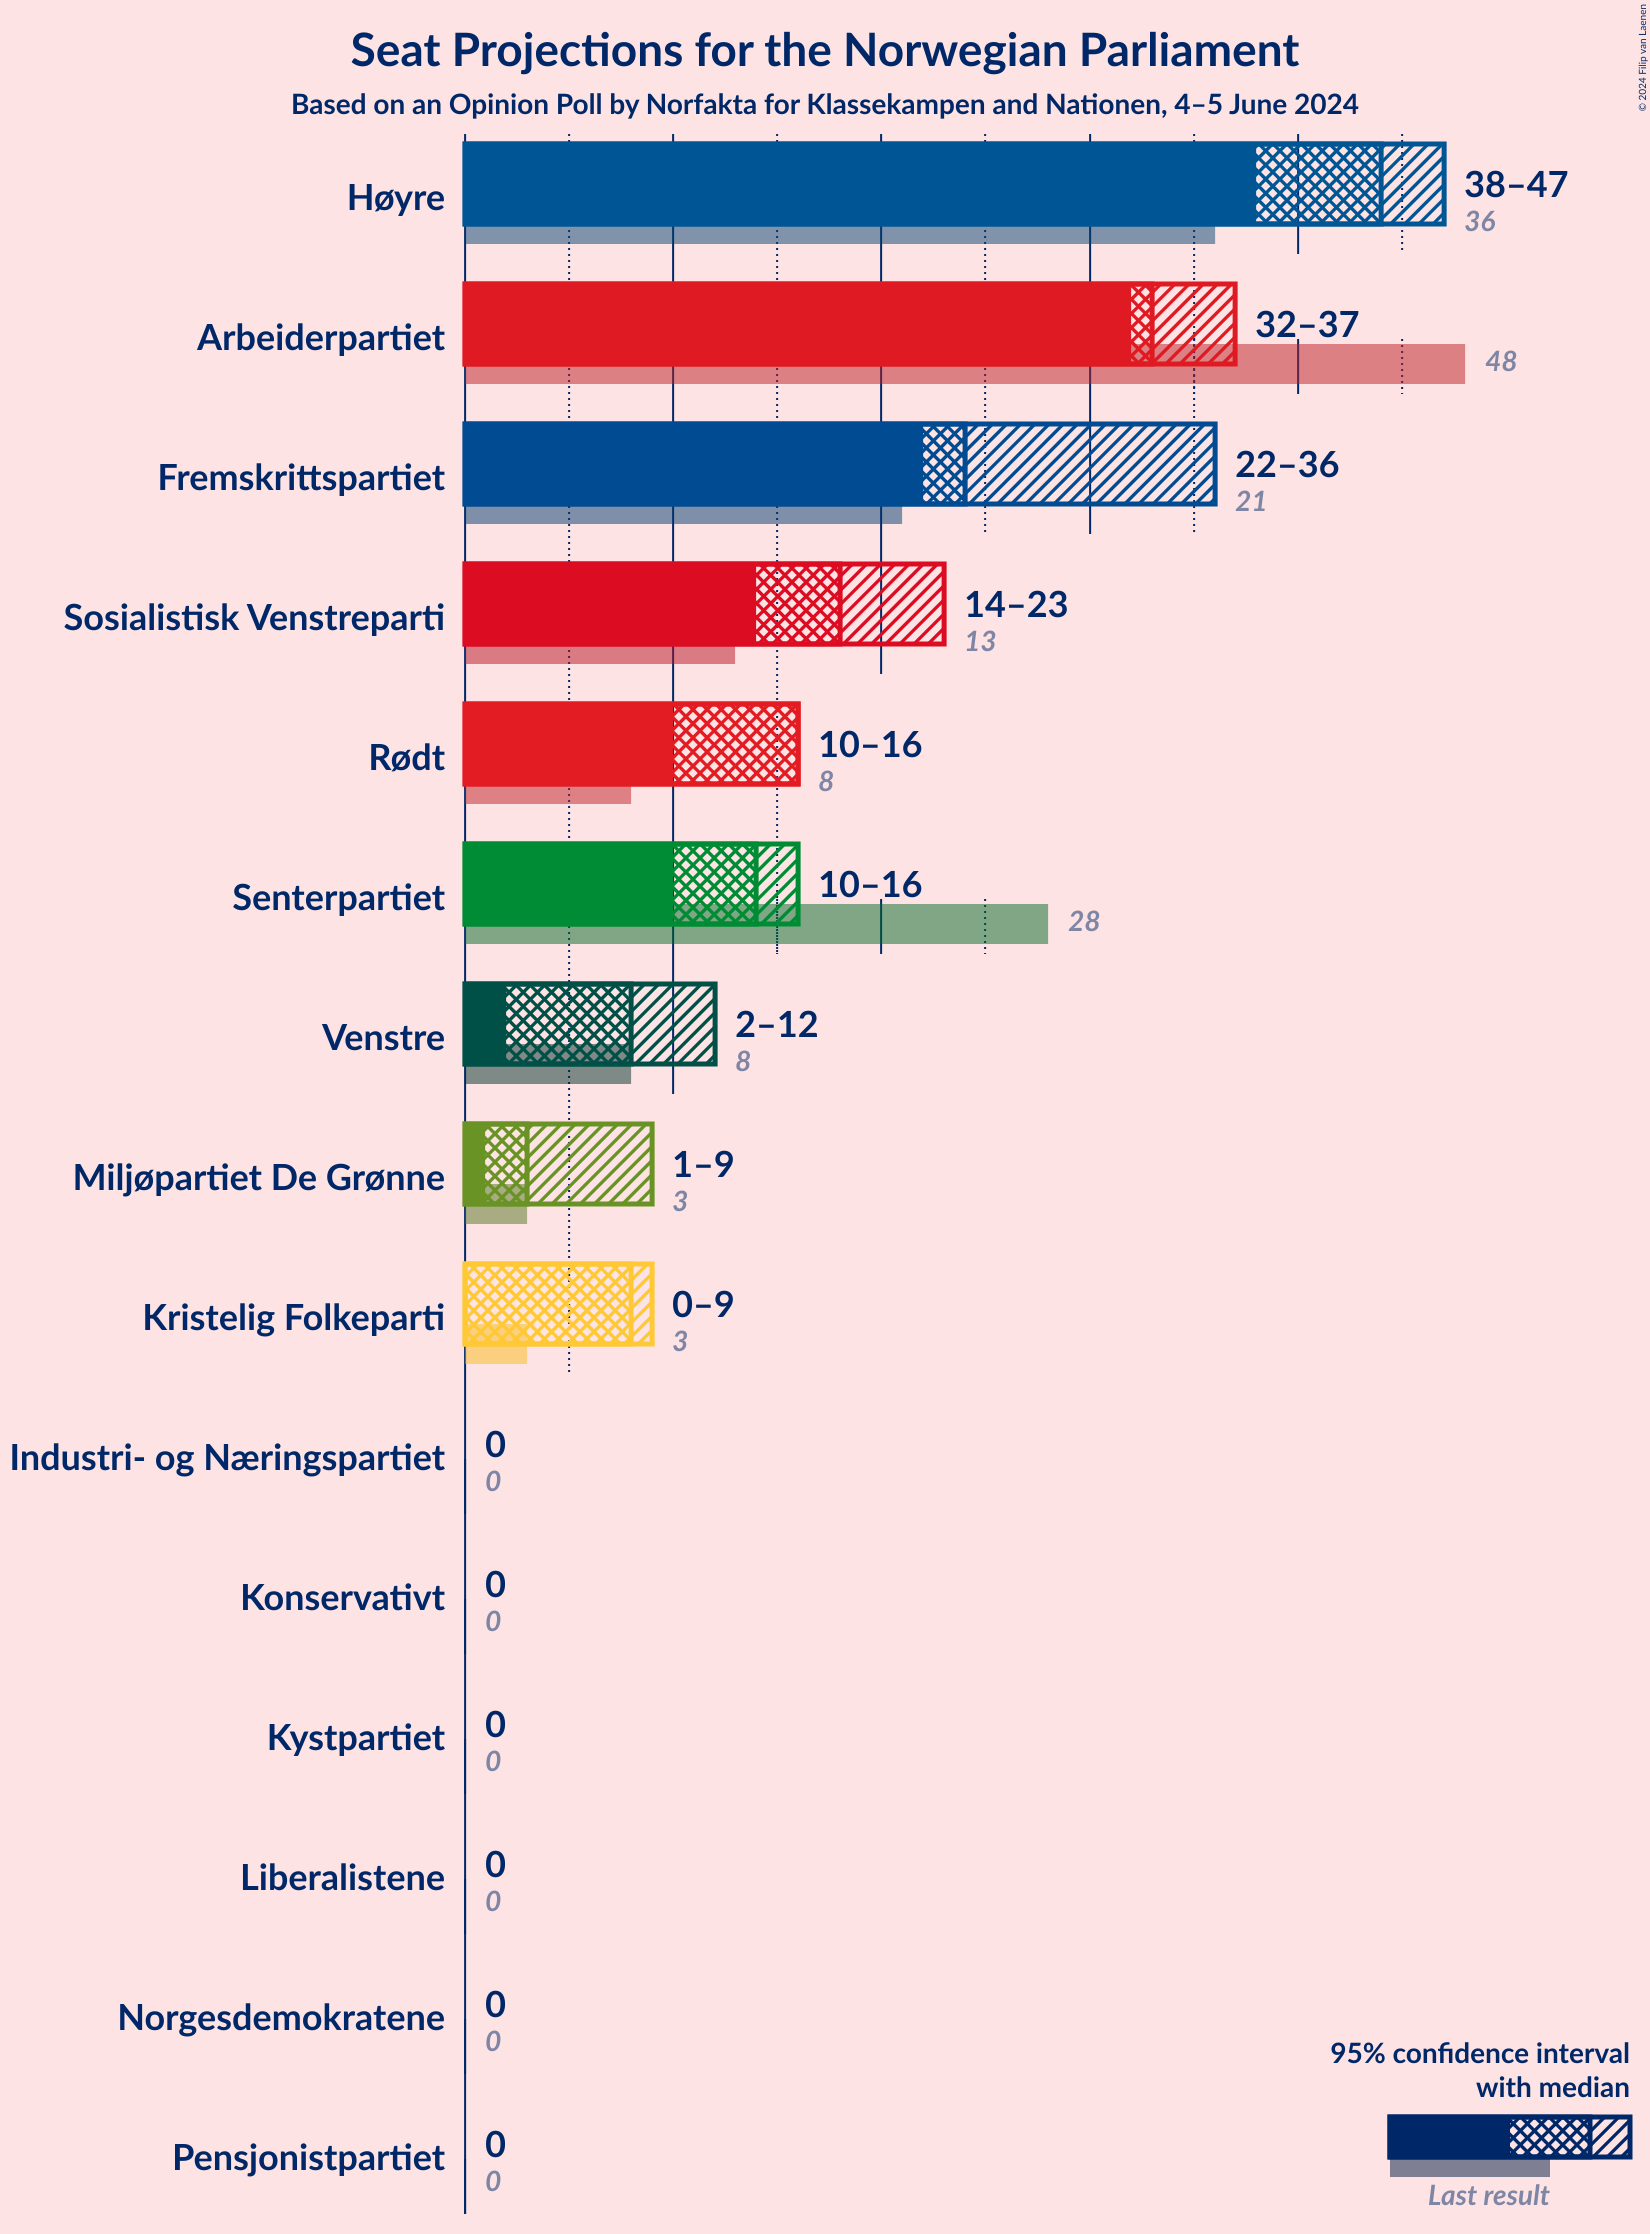 Seat Projections for the Norwegian Parliament
Based on an Opinion Poll by Norfakta for Klassekampen and Nationen, 4–5 June 2024
© 2024 Filip van Laenen
Høyre
38–47
36
Arbeiderpartiet
32–37
48
Fremskrittspartiet
22–36
21
Sosialistisk Venstreparti
14–23
13
Rødt
10–16
8
Senterpartiet
10–16
28
Venstre
2–12
8
Miljøpartiet De Grønne
1–9
3
Kristelig Folkeparti
0–9
3
Industri- og Næringspartiet
0
0
Konservativt
0
0
Kystpartiet
0
0
Liberalistene
0
0
Norgesdemokratene
0
0
Pensjonistpartiet
0
0
95% confidence interval
with median
Last result